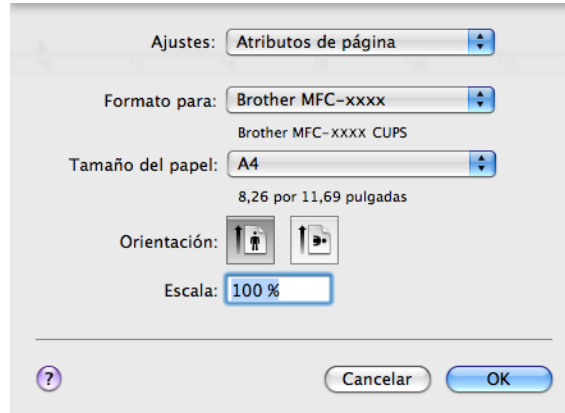 Ajustes: Atributos de página
Formato para: Brother MFC-xxxx
Brother MFC-XXXX CUPS
Tamaño del papel: A4
8,26 por 11,69 pulgadas
Orientación:
Escala: 100 %
? Cancelar OK